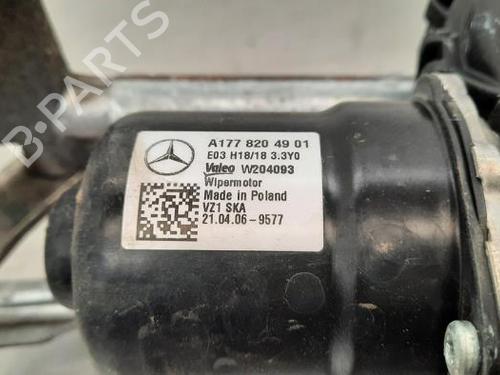 B-PARTS
A177 820 49 01
E03 H18/18 3.3Y0
Valeo W204093
Wipermotor
Made in Poland
VZ1 SKA
21.04.06-9577